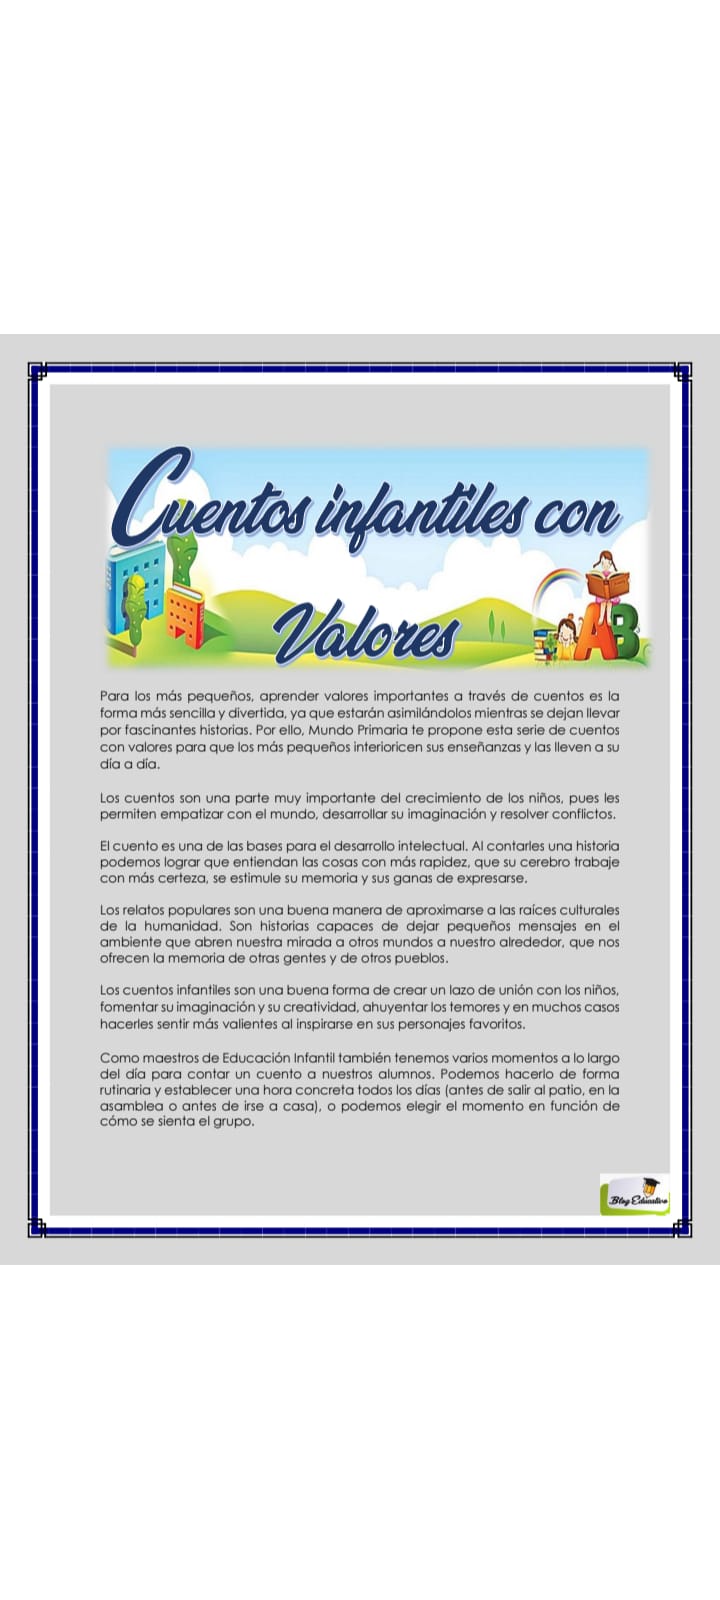 Cuentos infantiles con
Valores
Para los más pequeños, aprender valores importantes a través de cuentos es la
forma más sencilla y divertida, ya que estarán asimilándolos mientras se dejan llevar
por fascinantes historias. Por ello, Mundo Primaria te propone esta serie de cuentos
con valores para que los más pequeños interioricen sus enseñanzas y las lleven a su
día a día.
Los cuentos son una parte muy importante del crecimiento de los niños, pues les
permiten empatizar con el mundo, desarrollar su imaginación y resolver conflictos.
El cuento es una de las bases para el desarrollo intelectual. Al contarles una historia
podemos lograr que entiendan las cosas con más rapidez, que su cerebro trabaje
con más certeza, se estimule su memoria y sus ganas de expresarse.
Los relatos populares son una buena manera de aproximarse a las raíces culturales
de la humanidad. Son historias capaces de dejar pequeños mensajes en el
ambiente que abren nuestra mirada a otros mundos a nuestro alrededor, que nos
ofrecen la memoria de otras gentes y de otros pueblos.
Los cuentos infantiles son una buena forma de crear un lazo de unión con los niños,
fomentar su imaginación y su creatividad, ahuyentar los temores y en muchos casos
hacerles sentir más valientes al inspirarse en sus personajes favoritos.
Como maestros de Educación Infantil también tenemos varios momentos a lo largo
del día para contar un cuento a nuestros alumnos. Podemos hacerlo de forma
rutinaria y establecer una hora concreta todos los días (antes de salir al patio, en la
asamblea o antes de irse a casa), o podemos elegir el momento en función de
cómo se sienta el grupo.
AB
Blog Educativo